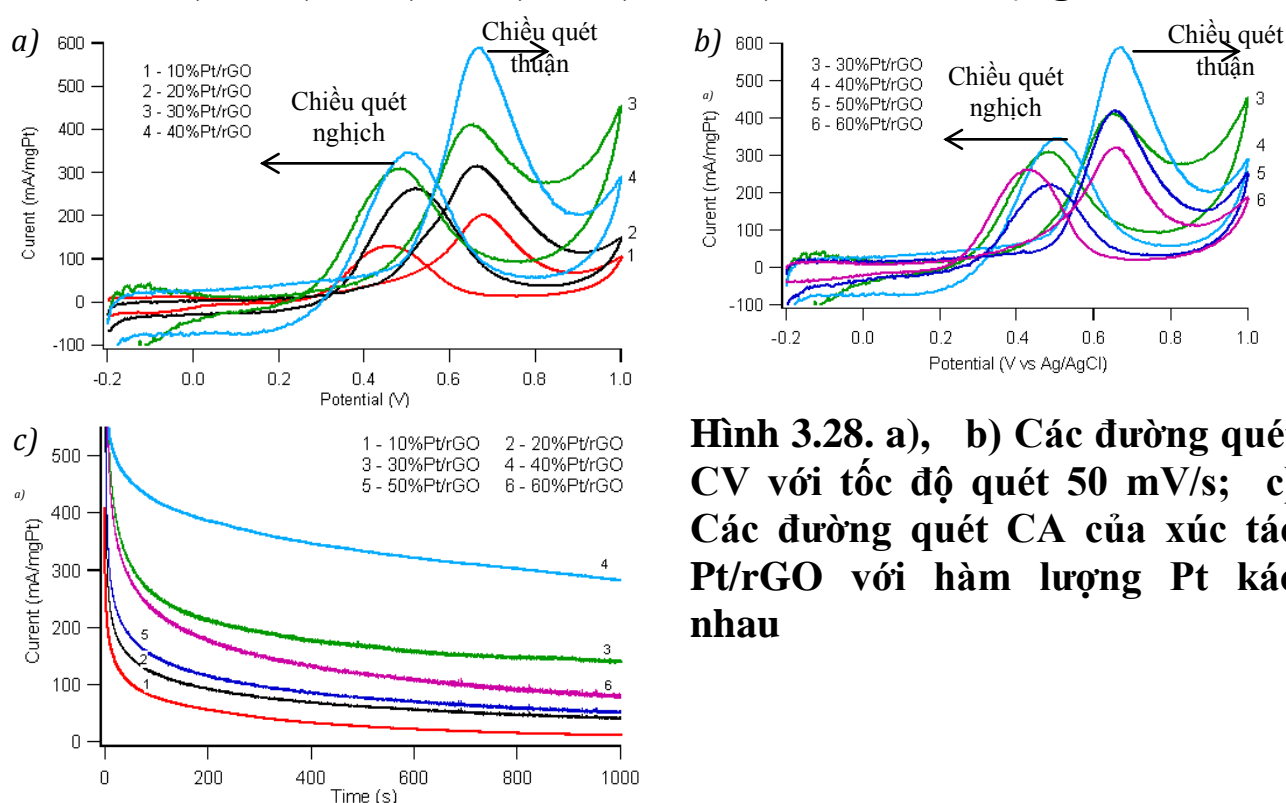 a)
600
500
400
300
200
100
0
-100
Curent (mA/mgPt)
1 - 10%Pt/rGO
2 - 20%Pt/rGO
3 - 30%Pt/rGO
4 - 40%Pt/rGO
Chiều quét
nghịch
Chiều quét
thuận
3
4
2
1
-0.2 0.0 0.2 0.4 0.6 0.8 1.0
Potential (V)
b)
a)
600
500
400
300
200
100
0
-100
Curent (mA/mgPt)
3 - 30%Pt/rGO
4 - 40%Pt/rGO
5 - 50%Pt/rGO
6 - 60%Pt/rGO
Chiều quét
nghịch
Chiều quét
thuận
3
4
5
6
-0.2 0.0 0.2 0.4 0.6 0.8 1.0
Potential (V vs Ag/AgCl)
c)
a)
500
400
300
200
100
0
Curent (mA/mgPt)
1 - 10%Pt/rGO 2 - 20%Pt/rGO
3 - 30%Pt/rGO 4 - 40%Pt/rGO
5 - 50%Pt/rGO 6 - 60%Pt/rGO
4
3
6
5
2
1
0 200 400 600 800 1000
Time (s)
Hình 3.28. a), b) Các đường quét
CV với tốc độ quét 50 mV/s; c)
Các đường quét CA của xúc tác
Pt/rGO với hàm lượng Pt kác
nhau